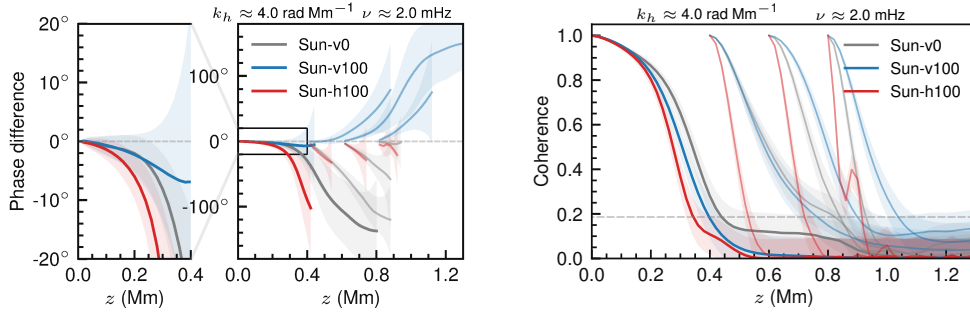 k_h ≈ 4.0 rad Mm⁻¹ ν ≈ 2.0 mHz
Phase difference
20°
10°
0°
-10°
-20°
0.0 0.2 0.4
z (Mm)
100°
0°
-100°
Sun-v0
Sun-v100
Sun-h100
0.0 0.4 0.8 1.2
z (Mm)
k_h ≈ 4.0 rad Mm⁻¹ ν ≈ 2.0 mHz
Coherence
1.0
0.8
0.6
0.4
0.2
0.0
Sun-v0
Sun-v100
Sun-h100
0.0 0.2 0.4 0.6 0.8 1.0 1.2
z (Mm)